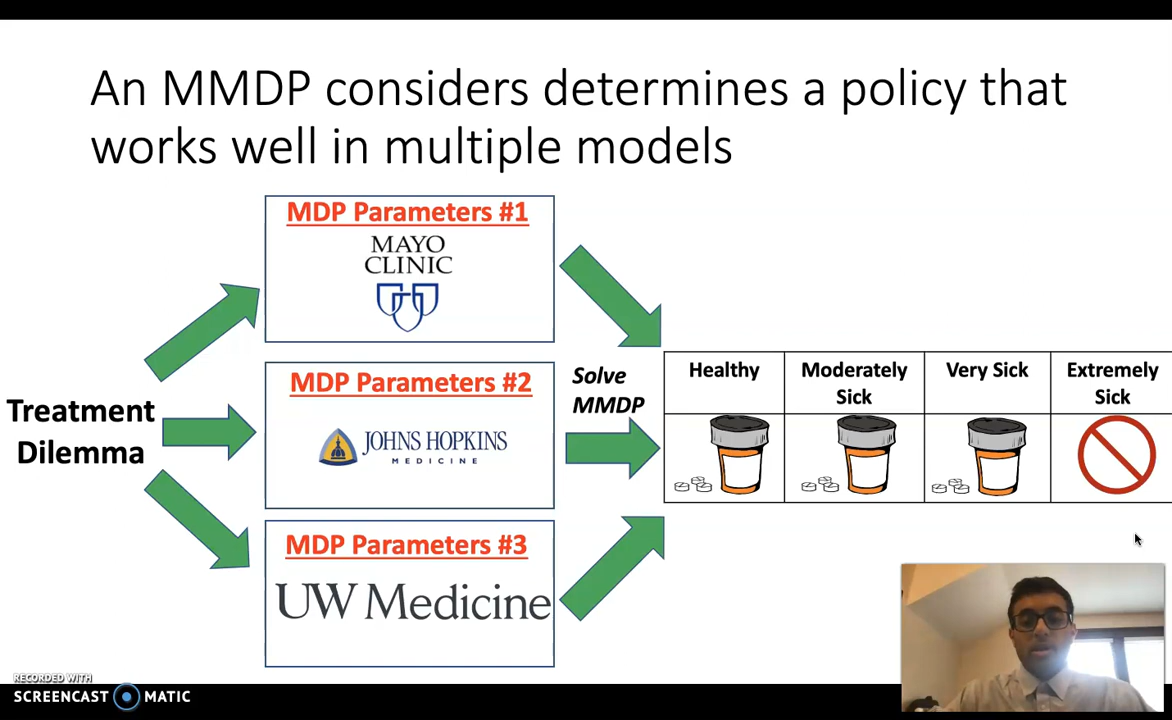 An MMDP considers determines a policy that
works well in multiple models
MDP Parameters #1
MAYO
CLINIC
Treatment
Dilemma
MDP Parameters #2
JOHNS HOPKINS
MEDICINE
MDP Parameters #3
UW Medicine
Solve
MMDP
Healthy
Moderately
Sick
Very Sick
Extremely
Sick
RECORDED WITH
SCREENCAST MATIC